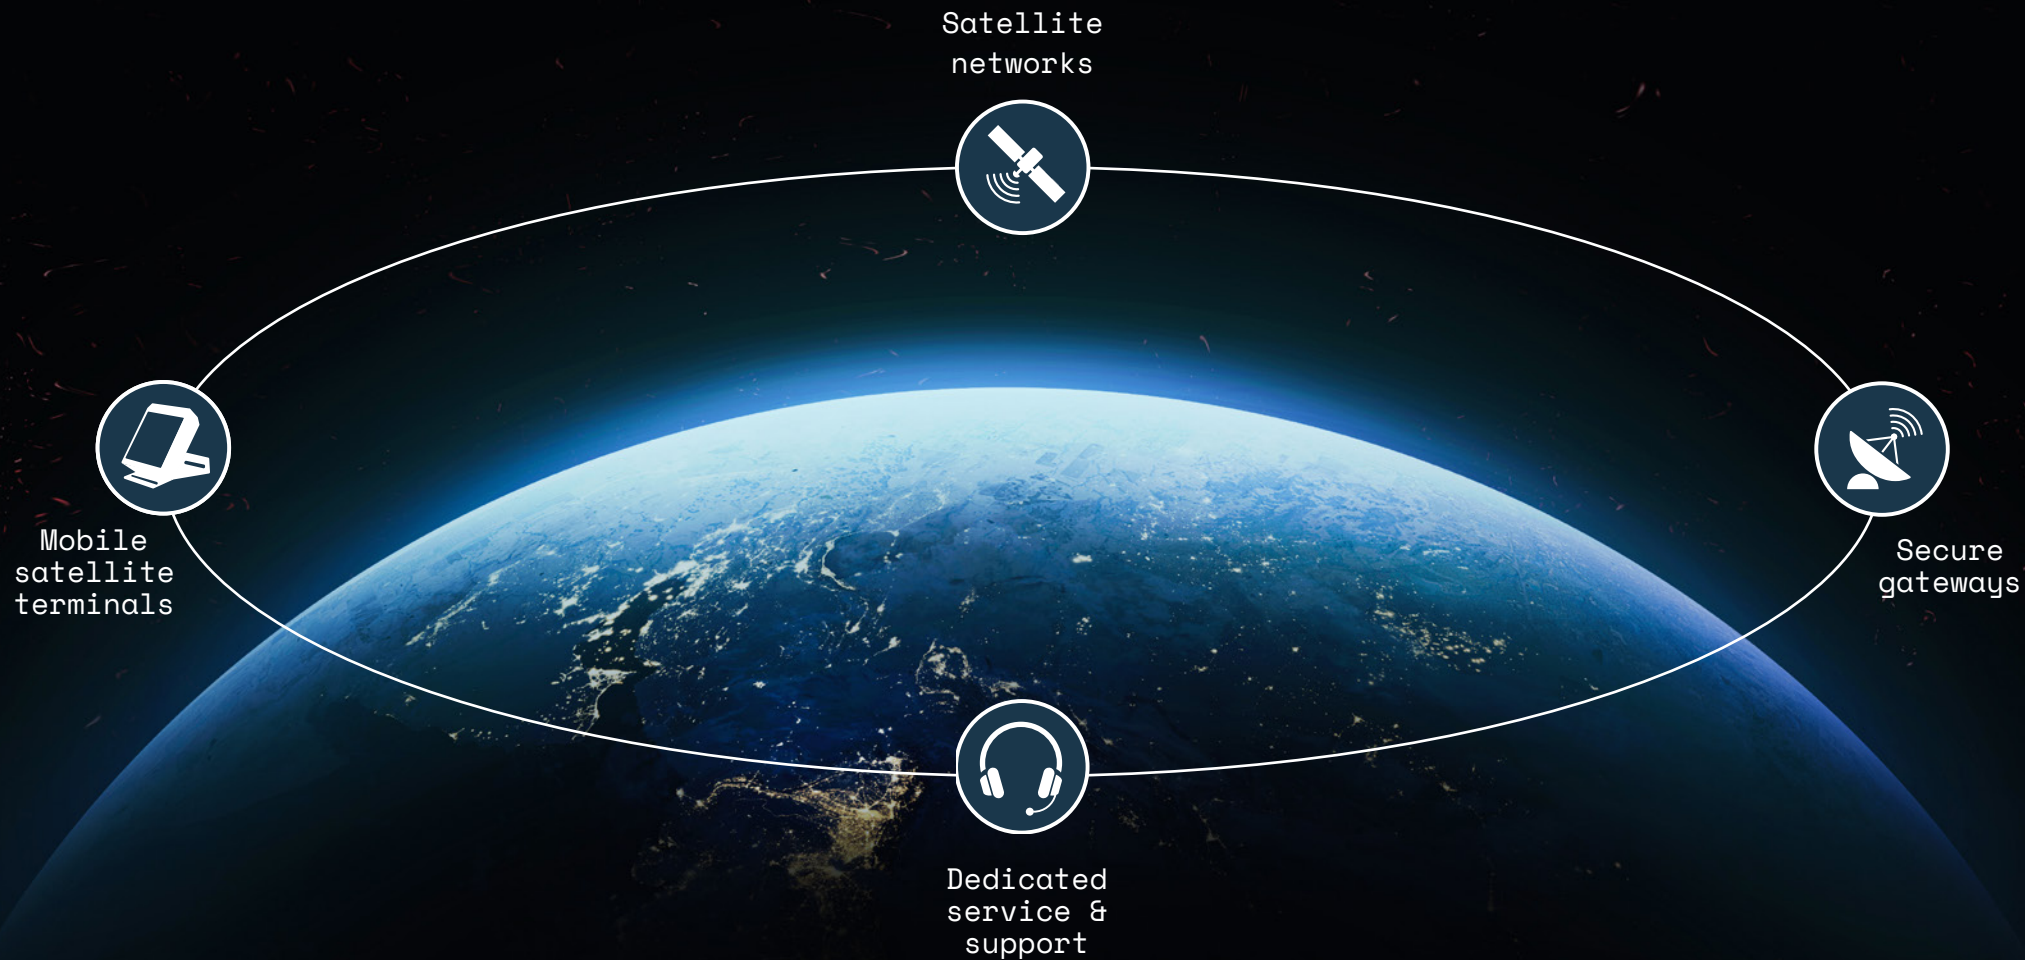 Satellite
networks
Mobile
satellite
terminals
Secure
gateways
Dedicated
service &
support